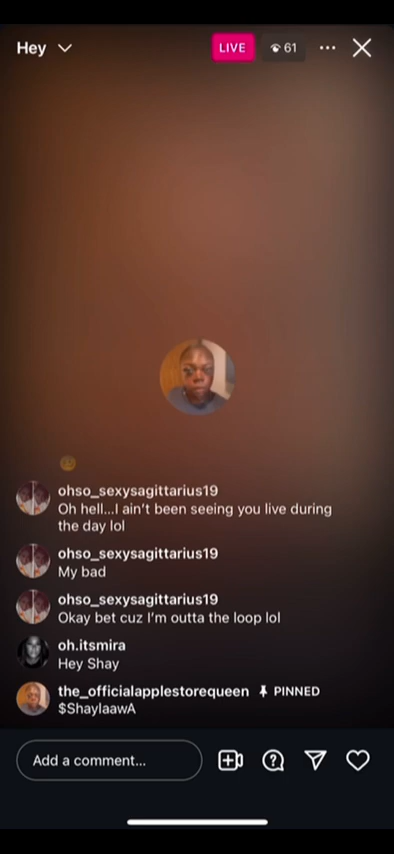 Hey
LIVE
61
ohso_sexysagittarius19
Oh hell...I ain't been seeing you live during
the day lol
ohso_sexysagittarius19
My bad
ohso_sexysagittarius19
Okay bet cuz I'm outta the loop lol
oh.itsmira
Hey Shay
the_officialapplestorequeen PINNED
$ShaylaawA
Add a comment...